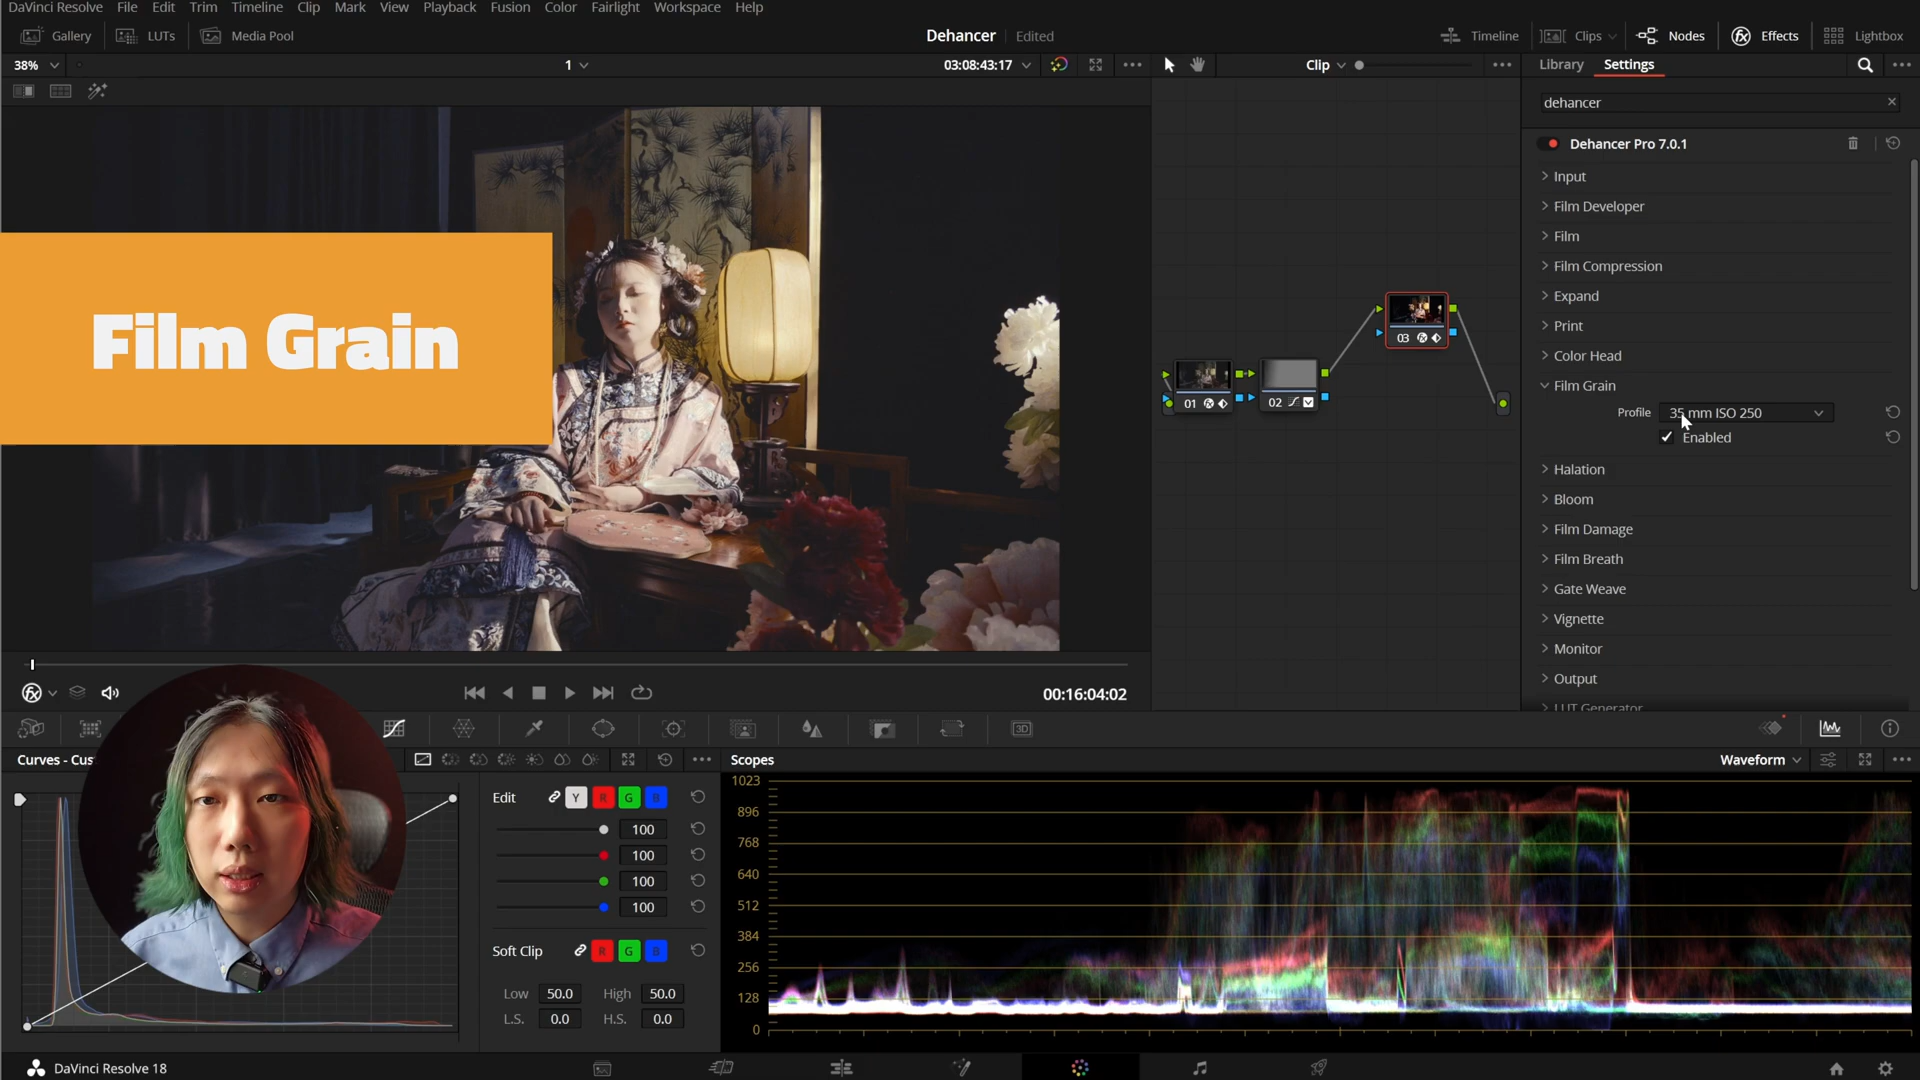 DaVinci Resolve File Edit Trim Timeline Clip Mark View Playback Fusion Color Fairlight Workspace Help
Gallery LUTs Media Pool Dehancer Edited Timeline Clips Nodes Effects Lightbox
38% 1 03:08:43:17 Clip Library Settings
dehancer
Dehancer Pro 7.0.1
Input
Film Developer
Film
Film Compression
Expand
Print
Color Head
Film Grain
Profile 35 mm ISO 250
Enabled
Halation
Bloom
Film Damage
Film Breath
Gate Weave
Vignette
Monitor
Output
LUT Generator
Film Grain
01
02
03
00:16:04:02
3D
Curves - Cus
Edit Y R G B
100
100
100
100
Soft Clip R G B
Low 50.0 High 50.0
L.S. 0.0 H.S. 0.0
Scopes Waveform
1023
896
768
640
512
384
256
128
0
DaVinci Resolve 18